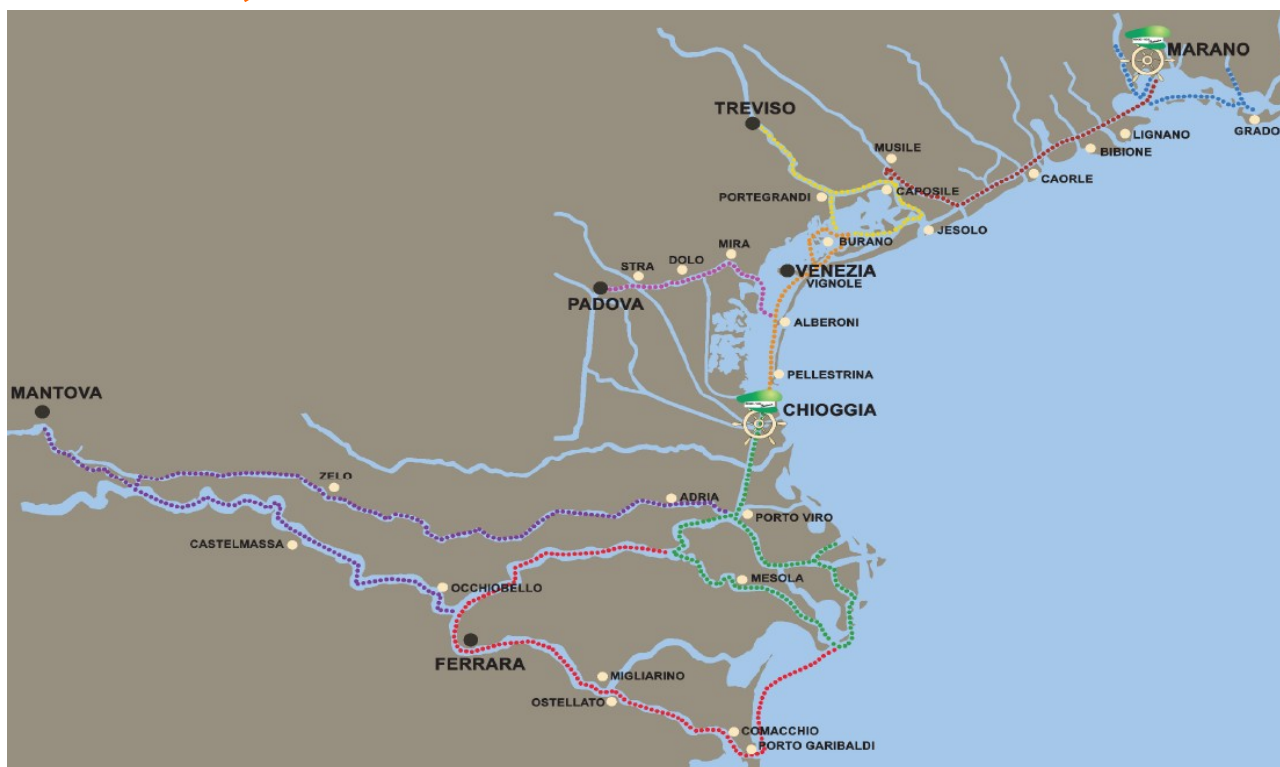 MARANO
TREVISO
LIGNANO
GRADO
MUSILE
BIBIONE
CAORLE
PORTEGRANDI
CAPOSILE
JESOLO
BURANO
MIRA
DOLO
STRA
VENEZIA
VIGNOLE
PADOVA
ALBERONI
PELLESTRINA
MANTOVA
CHIOGGIA
ZELO
ADRIA
PORTO VIRO
CASTELMASSA
MESOLA
OCCHIOBELLO
FERRARA
MIGLIARINO
OSTELLATO
COMACCHIO
PORTO GARIBALDI